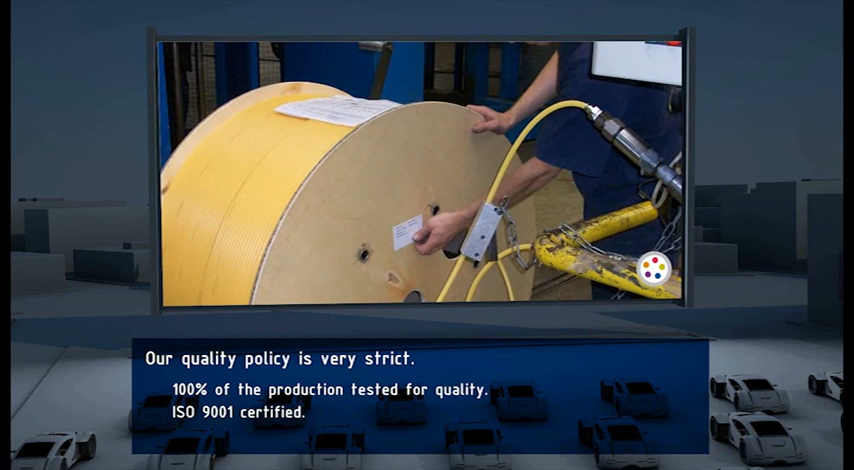 Our quality policy is very strict.
100% of the production tested for quality.
ISO 9001 certified.